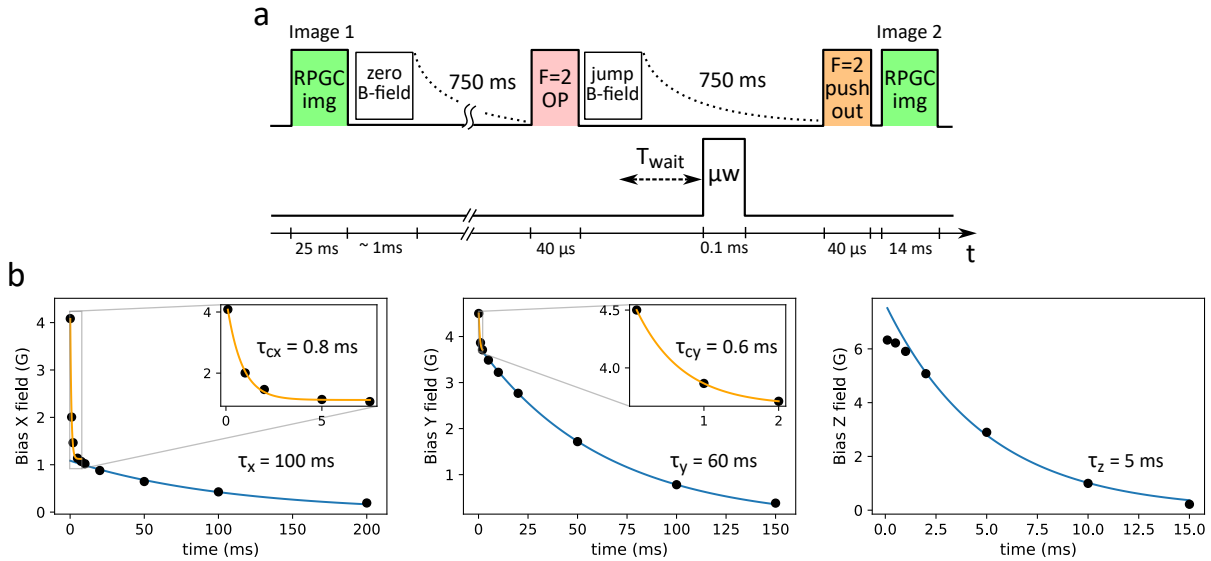 a
Image 1
Image 2
RPGC
img
zero
B-field
750 ms
F=2
OP
jump
B-field
750 ms
F=2
push
out
RPGC
img
T_wait
μw
25 ms
~ 1ms
40 μs
0.1 ms
40 μs
14 ms
t
b
Bias X field (G)
4
3
2
1
0
0
50
100
150
200
time (ms)
4
2
0
5
τ_cx = 0.8 ms
τ_x = 100 ms
Bias Y field (G)
4
3
2
1
0
25
50
75
100
125
150
time (ms)
4.5
4.0
1
2
τ_cy = 0.6 ms
τ_y = 60 ms
Bias Z field (G)
7
6
5
4
3
2
1
0
0.0
2.5
5.0
7.5
10.0
12.5
15.0
time (ms)
τ_z = 5 ms